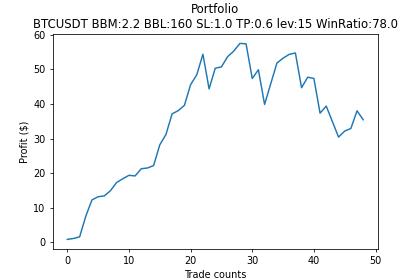 Portfolio
BTCUSDT BBM:2.2 BBL:160 SL:1.0 TP:0.6 lev:15 WinRatio:78.0
60
50
40
30
20
10
0
Profit ($)
0 10 20 30 40 50
Trade counts